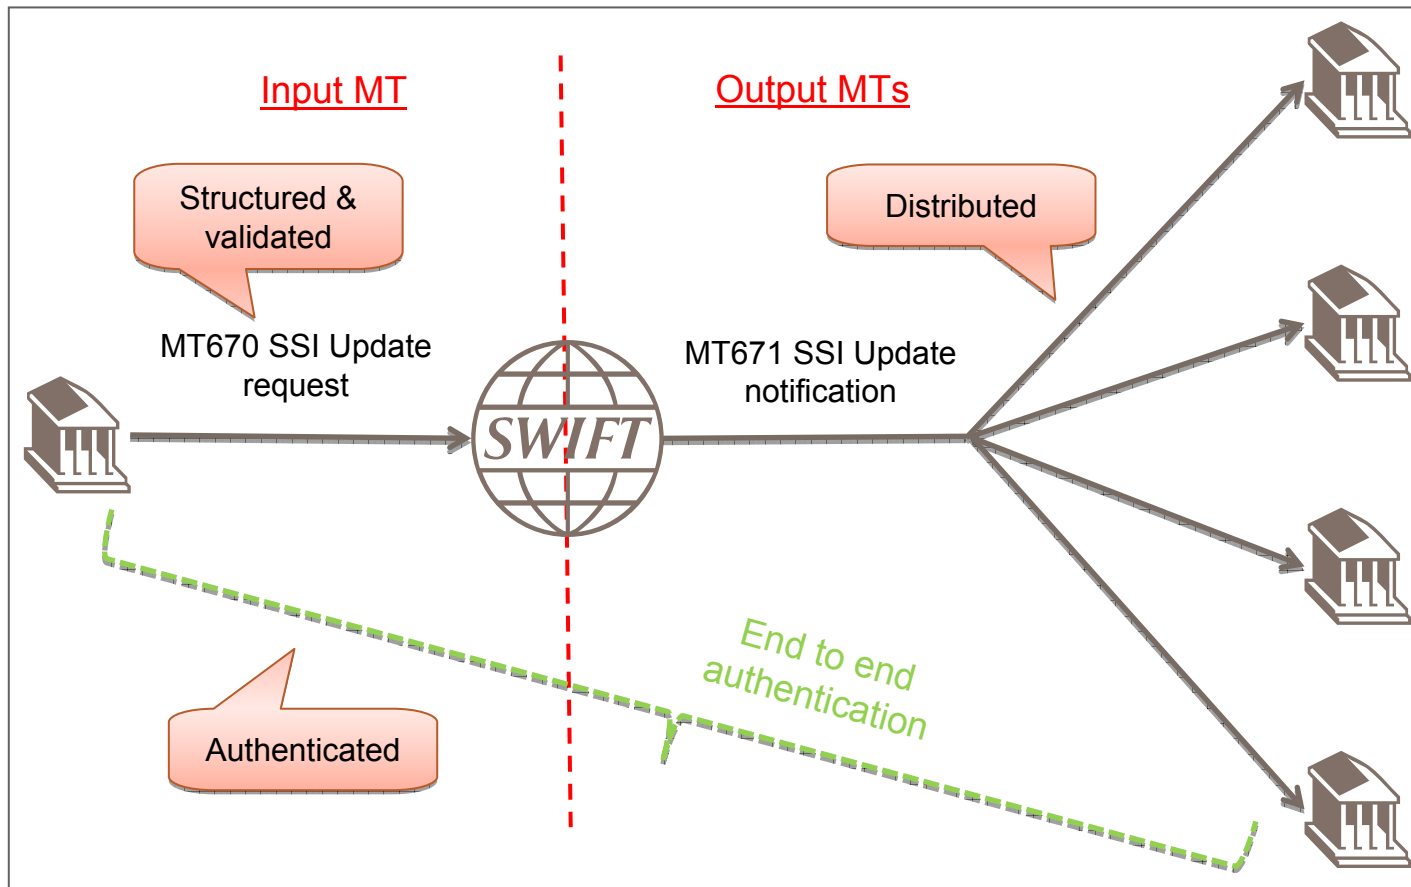 Input MT
Output MTs
Structured &
validated
Distributed
MT670 SSI Update
request
MT671 SSI Update
notification
SWIFT
End to end
authentication
Authenticated